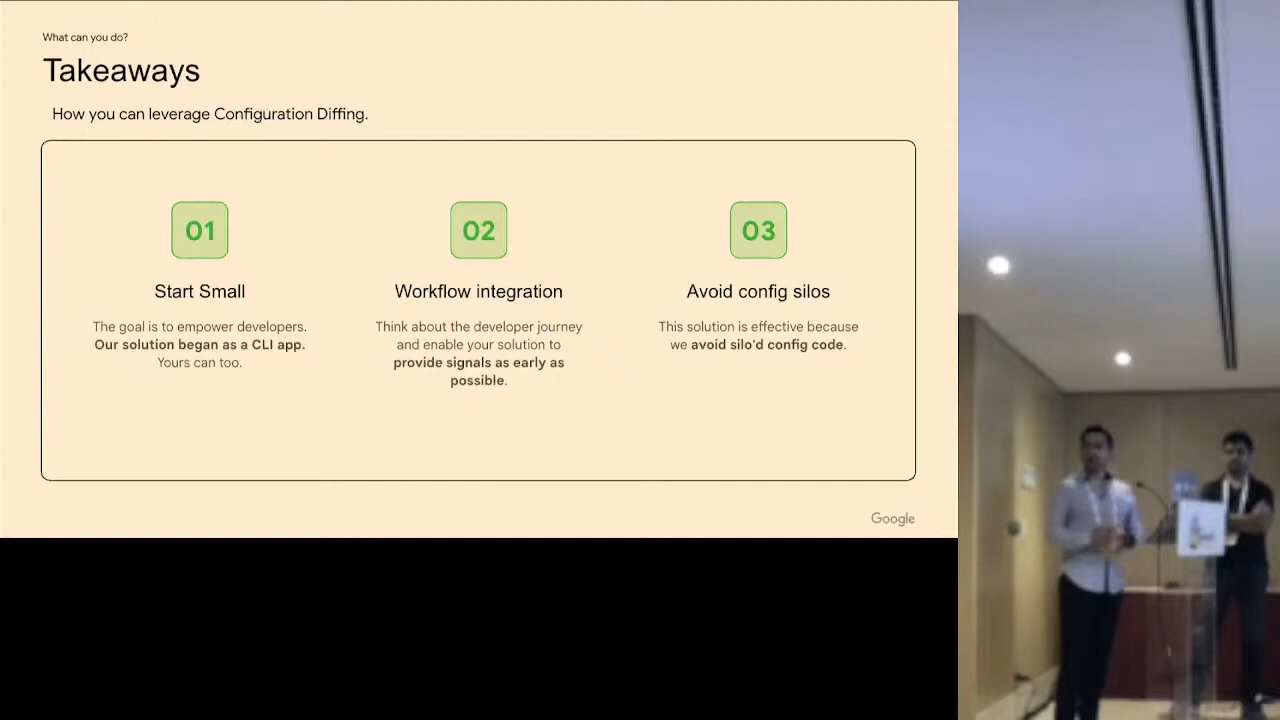 What can you do?
Takeaways
How you can leverage Configuration Diffing.
01
Start Small
The goal is to empower developers.
Our solution began as a CLI app.
Yours can too.
02
Workflow integration
Think about the developer journey
and enable your solution to
provide signals as early as
possible.
03
Avoid config silos
This solution is effective because
we avoid silo'd config code.
Google